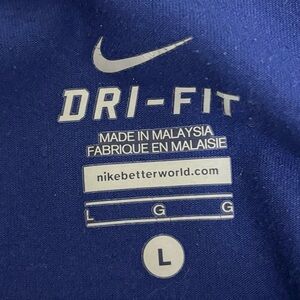 DRI-FIT
MADE IN MALAYSIA
FABRIQUE EN MALAISIE
nikebetterworld.com
L G G
L